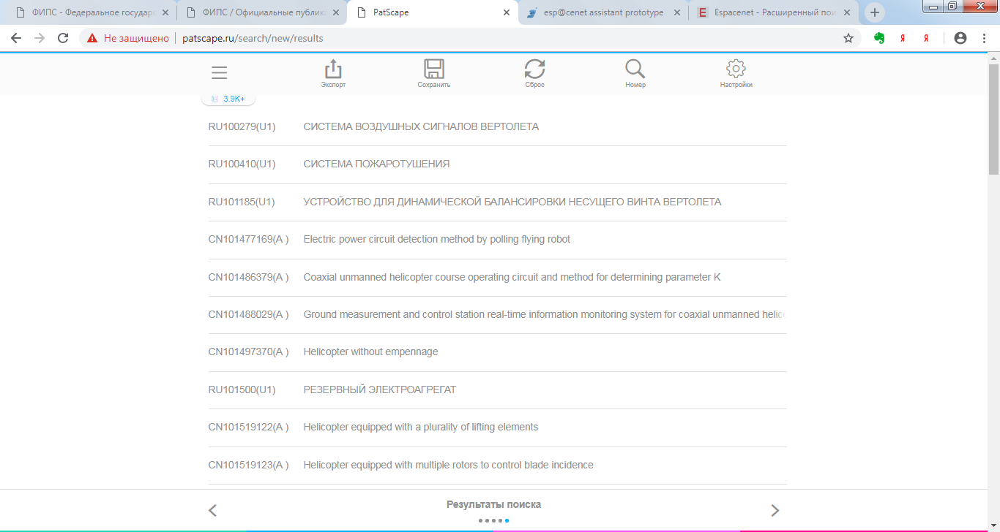 ФИПС - Федеральное государс
ФИПС / Официальные публик
PatScape
esp@cenet assistant prototype
Espacenet - Расширенный пои
Не защищено
patscape.ru/search/new/results
Я
Я
Экспорт
Сохранить
Сброс
Номер
Настройки
3.9K+
RU100279(U1) СИСТЕМА ВОЗДУШНЫХ СИГНАЛОВ ВЕРТОЛЕТА
RU100410(U1) СИСТЕМА ПОЖАРОТУШЕНИЯ
RU101185(U1) УСТРОЙСТВО ДЛЯ ДИНАМИЧЕСКОЙ БАЛАНСИРОВКИ НЕСУЩЕГО ВИНТА ВЕРТОЛЕТА
CN101477169(A ) Electric power circuit detection method by polling flying robot
CN101486379(A ) Coaxial unmanned helicopter course operating circuit and method for determining parameter K
CN101488029(A ) Ground measurement and control station real-time information monitoring system for coaxial unmanned helico
CN101497370(A ) Helicopter without empennage
RU101500(U1) РЕЗЕРВНЫЙ ЭЛЕКТРОАГРЕГАТ
CN101519122(A ) Helicopter equipped with a plurality of lifting elements
CN101519123(A ) Helicopter equipped with multiple rotors to control blade incidence
Результаты поиска